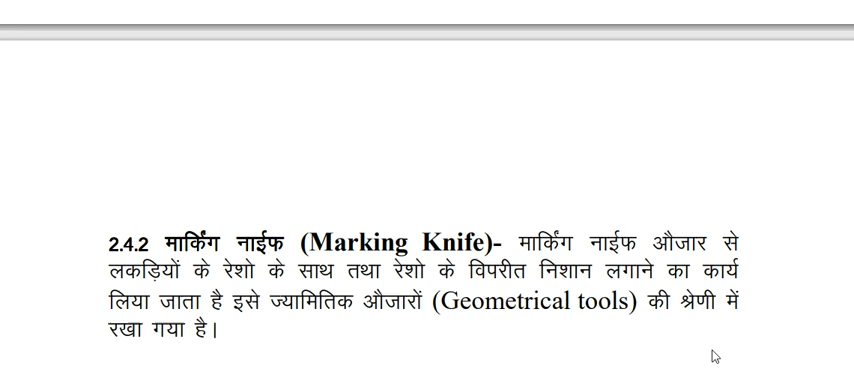 2.4.2 मार्किंग नाईफ (Marking Knife)- मार्किंग नाईफ औजार से
लकड़ियों के रेशो के साथ तथा रेशो के विपरीत निशान लगाने का कार्य
लिया जाता है इसे ज्यामितिक औजारों (Geometrical tools) की श्रेणी में
रखा गया है।